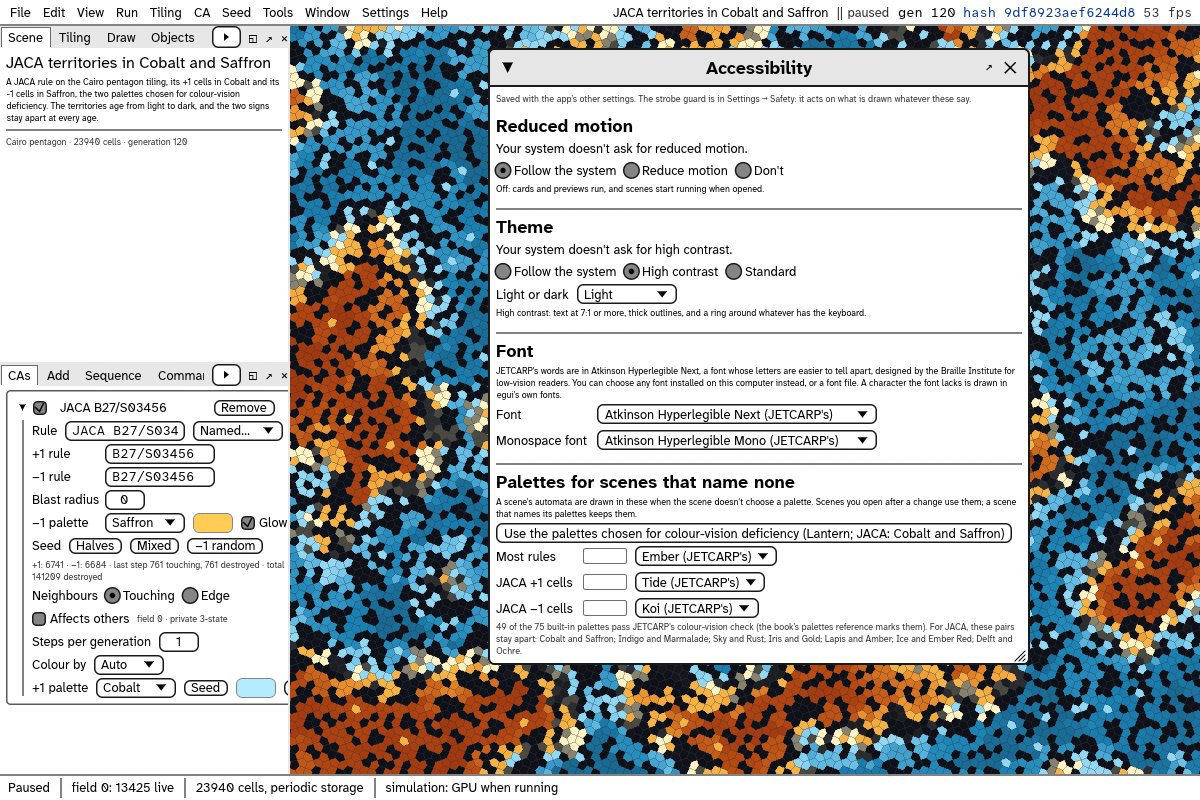 File Edit View Run Tiling CA Seed Tools Window Settings Help
JACA territories in Cobalt and Saffron || paused gen 120 hash 9df8923aef6244d8 53 fps
Scene Tiling Draw Objects
JACA territories in Cobalt and Saffron
A JACA rule on the Cairo pentagon tiling, its +1 cells in Cobalt and its
-1 cells in Saffron, the two palettes chosen for colour-vision
deficiency. The territories age from light to dark, and the two signs
stay apart at every age.
Cairo pentagon · 23940 cells · generation 120
CAs Add Sequence Comma
JACA B27/S03456 Remove
Rule JACA B27/S034 Named...
+1 rule B27/S03456
−1 rule B27/S03456
Blast radius 0
−1 palette Saffron Glow
Seed Halves Mixed −1 random
+1: 6741 · −1: 6684 · last step 761 touching, 761 destroyed · total
141209 destroyed
Neighbours Touching Edge
Affects others field 0 · private 3-state
Steps per generation 1
Colour by Auto
+1 palette Cobalt Seed
Accessibility
Saved with the app's other settings. The strobe guard is in Settings → Safety: it acts on what is drawn whatever these say.
Reduced motion
Your system doesn't ask for reduced motion.
Follow the system Reduce motion Don't
Off: cards and previews run, and scenes start running when opened.
Theme
Your system doesn't ask for high contrast.
Follow the system High contrast Standard
Light or dark Light
High contrast: text at 7:1 or more, thick outlines, and a ring around whatever has the keyboard.
Font
JETCARP's words are in Atkinson Hyperlegible Next, a font whose letters are easier to tell apart, designed by the Braille Institute for
low-vision readers. You can choose any font installed on this computer instead, or a font file. A character the font lacks is drawn in
egui's own fonts.
Font Atkinson Hyperlegible Next (JETCARP's)
Monospace font Atkinson Hyperlegible Mono (JETCARP's)
Palettes for scenes that name none
A scene's automata are drawn in these when the scene doesn't choose a palette. Scenes you open after a change use them; a scene
that names its palettes keeps them.
Use the palettes chosen for colour-vision deficiency (Lantern; JACA: Cobalt and Saffron)
Most rules Ember (JETCARP's)
JACA +1 cells Tide (JETCARP's)
JACA −1 cells Koi (JETCARP's)
49 of the 75 built-in palettes pass JETCARP's colour-vision check (the book's palettes reference marks them). For JACA, these pairs
stay apart: Cobalt and Saffron; Indigo and Marmalade; Sky and Rust; Iris and Gold; Lapis and Amber; Ice and Ember Red; Delft and
Ochre.
Paused field 0: 13425 live 23940 cells, periodic storage simulation: GPU when running